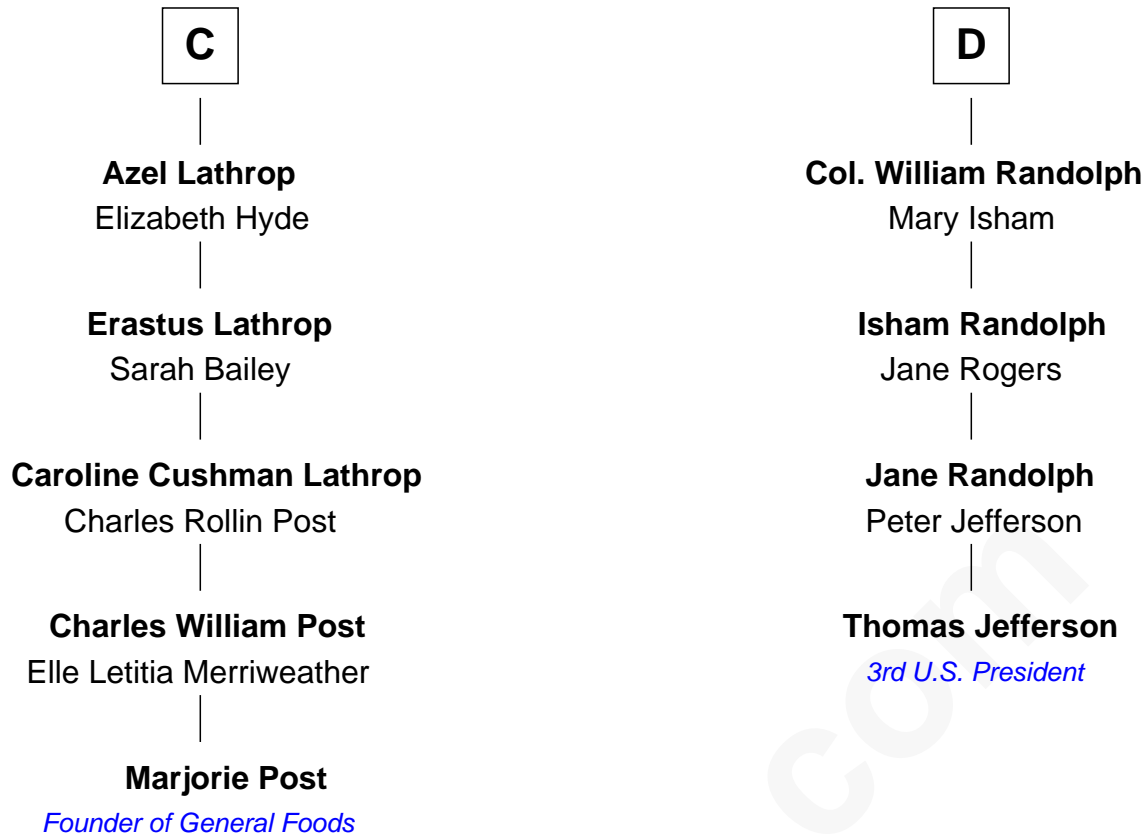 C
Azel Lathrop
Elizabeth Hyde
Erastus Lathrop
Sarah Bailey
Caroline Cushman Lathrop
Charles Rollin Post
Charles William Post
Elle Letitia Merriweather
Marjorie Post
Founder of General Foods
D
Col. William Randolph
Mary Isham
Isham Randolph
Jane Rogers
Jane Randolph
Peter Jefferson
Thomas Jefferson
3rd U.S. President
com